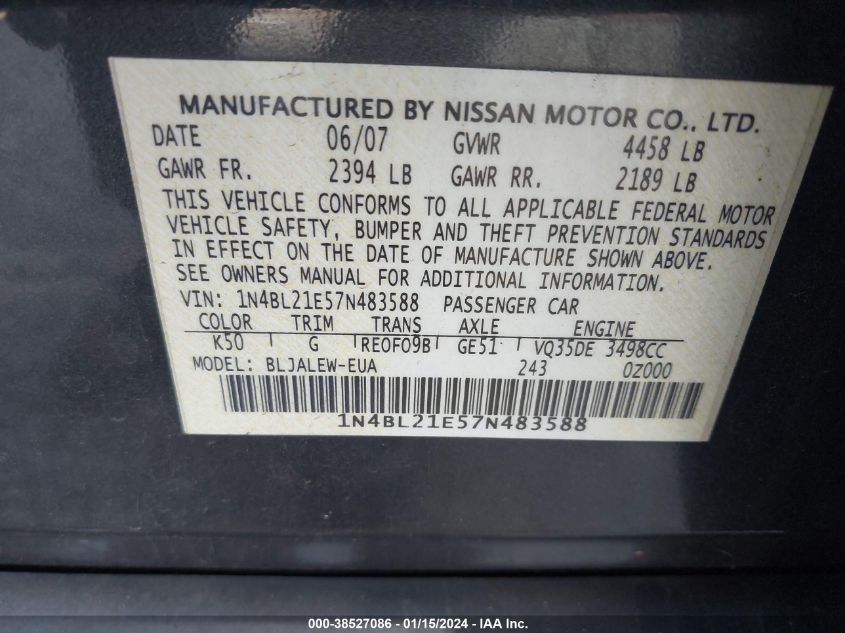 MANUFACTURED BY NISSAN MOTOR CO., LTD.
DATE 06/07 GVWR 4458 LB
GAWR FR. 2394 LB GAWR RR. 2189 LB
THIS VEHICLE CONFORMS TO ALL APPLICABLE FEDERAL MOTOR
VEHICLE SAFETY, BUMPER AND THEFT PREVENTION STANDARDS
IN EFFECT ON THE DATE OF MANUFACTURE SHOWN ABOVE.
SEE OWNERS MANUAL FOR ADDITIONAL INFORMATION.
VIN: 1N4BL21E57N483588 PASSENGER CAR
COLOR TRIM TRANS AXLE ENGINE
K50 G RE0F09B GE51 VQ35DE 3498CC
MODEL: BLJALEW-EUA 243 0Z000
1N4BL21E57N483588
000-38527086 - 01/15/2024 - IAA Inc.